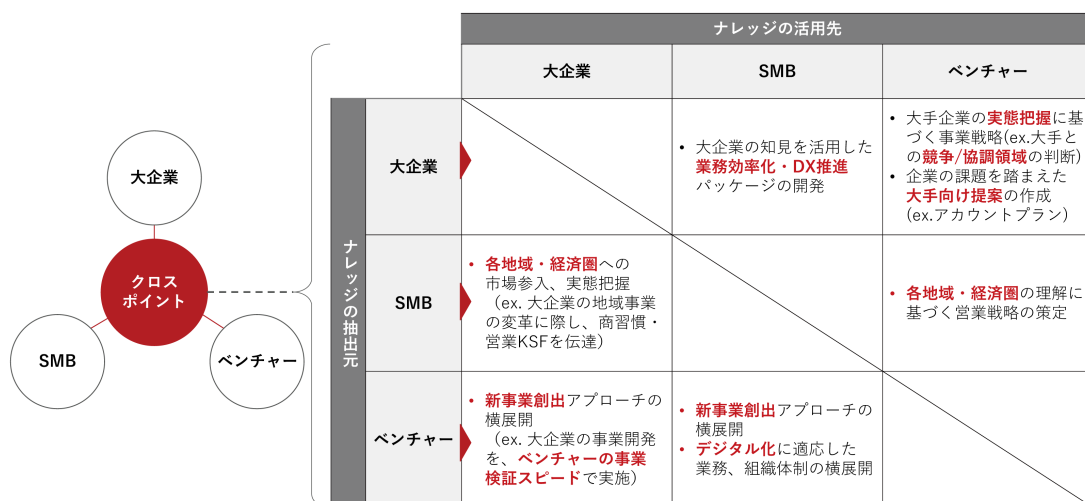 大企業
クロス
ポイント
SMB
ベンチャー
ナレッジの活用先
大企業
SMB
ベンチャー
ナレッジの抽出元
大企業
• 大企業の知見を活用した
業務効率化・DX推進
パッケージの開発
• 大手企業の実態把握に基
づく事業戦略(ex.大手と
の競争/協調領域の判断)
• 企業の課題を踏まえた
大手向け提案の作成
(ex.アカウントプラン)
SMB
• 各地域・経済圏への
市場参入、実態把握
（ex. 大企業の地域事業
の変革に際し、商習慣・
営業KSFを伝達）
• 各地域・経済圏の理解に
基づく営業戦略の策定
ベンチャー
• 新事業創出アプローチの
横展開
（ex. 大企業の事業開発
を、ベンチャーの事業
検証スピードで実施）
• 新事業創出アプローチの
横展開
• デジタル化に適応した
業務、組織体制の横展開